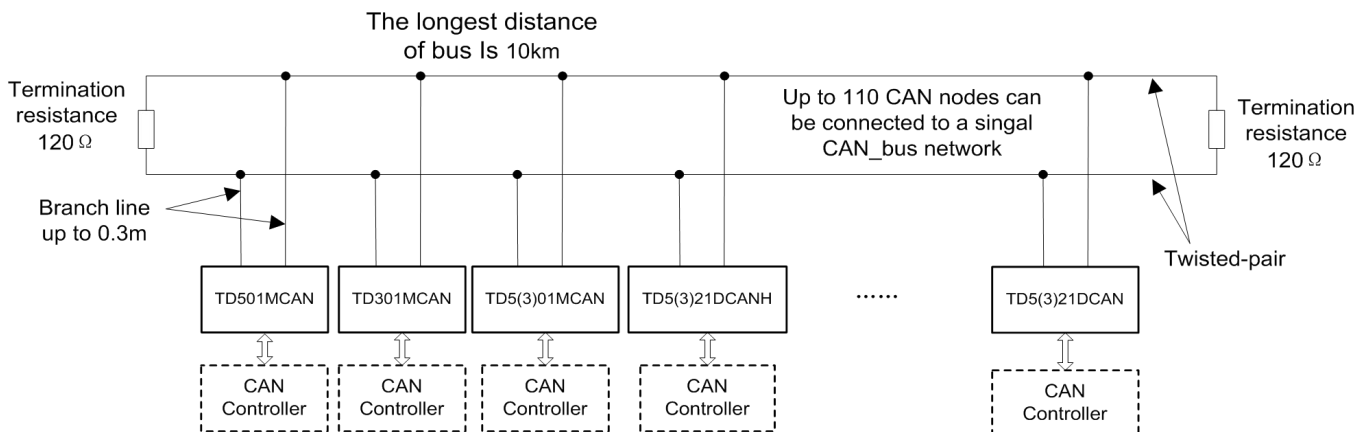 The longest distance
of bus Is 10km
Termination
resistance
120 Ω
Up to 110 CAN nodes can
be connected to a singal
CAN_bus network
Termination
resistance
120 Ω
Branch line
up to 0.3m
Twisted-pair
TD501MCAN
TD301MCAN
TD5(3)01MCAN
TD5(3)21DCANH
......
TD5(3)21DCAN
CAN
Controller
CAN
Controller
CAN
Controller
CAN
Controller
CAN
Controller